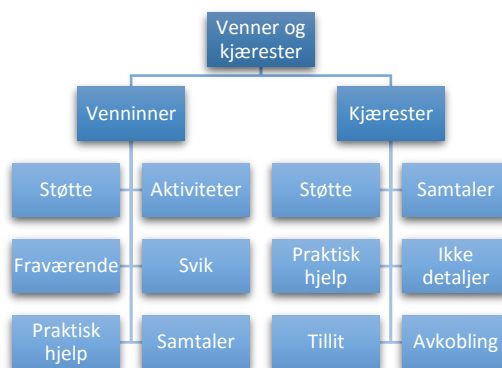 Venner og
kjærester
Venninner
Kjærester
Støtte
Aktiviteter
Støtte
Samtaler
Fraværende
Svik
Praktisk
hjelp
Ikke
detaljer
Praktisk
hjelp
Samtaler
Tillit
Avkobling